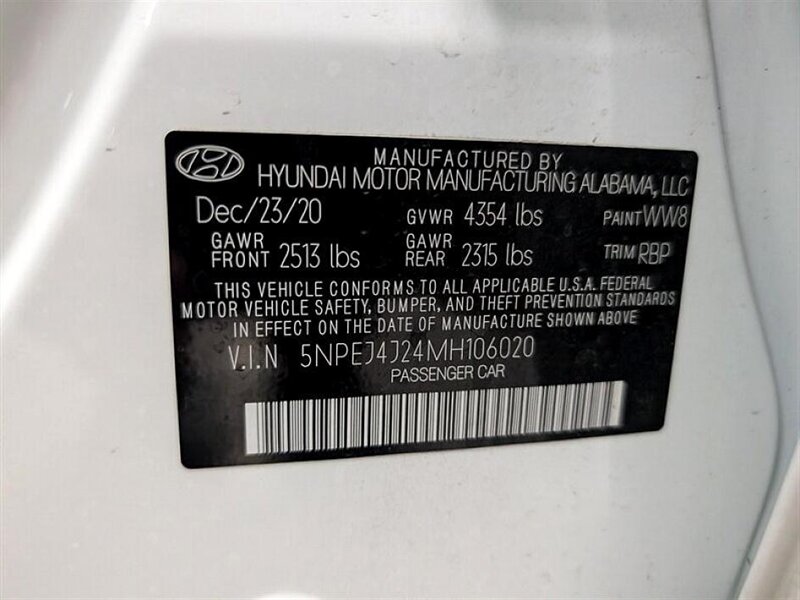 MANUFACTURED BY
HYUNDAI MOTOR MANUFACTURING ALABAMA, LLC
Dec/23/20 GVWR 4354 lbs PAINT WW8
GAWR FRONT 2513 lbs GAWR REAR 2315 lbs TRIM RBP
THIS VEHICLE CONFORMS TO ALL APPLICABLE U.S.A. FEDERAL
MOTOR VEHICLE SAFETY, BUMPER, AND THEFT PREVENTION STANDARDS
IN EFFECT ON THE DATE OF MANUFACTURE SHOWN ABOVE
V.I.N 5NPEJ4J24MH106020
PASSENGER CAR